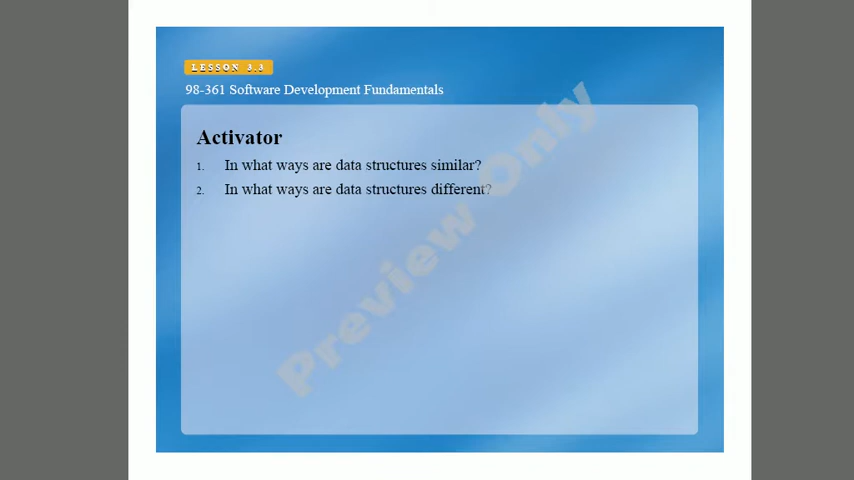 LESSON 3.3
98-361 Software Development Fundamentals
Activator
1. In what ways are data structures similar?
2. In what ways are data structures different?
Preview Only